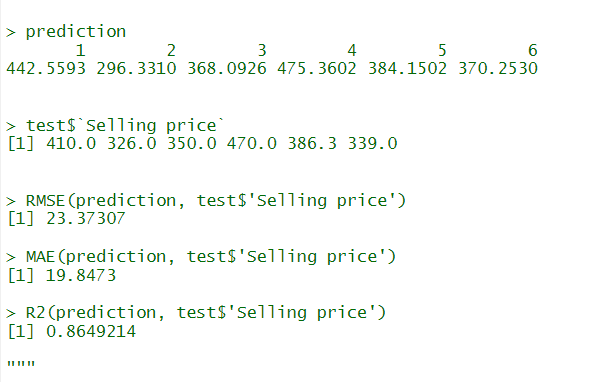 > prediction
       1        2        3        4        5        6
442.5593 296.3310 368.0926 475.3602 384.1502 370.2530
> test$`Selling price`
[1] 410.0 326.0 350.0 470.0 386.3 339.0
> RMSE(prediction, test$'Selling price')
[1] 23.37307
> MAE(prediction, test$'Selling price')
[1] 19.8473
> R2(prediction, test$'Selling price')
[1] 0.8649214
"""